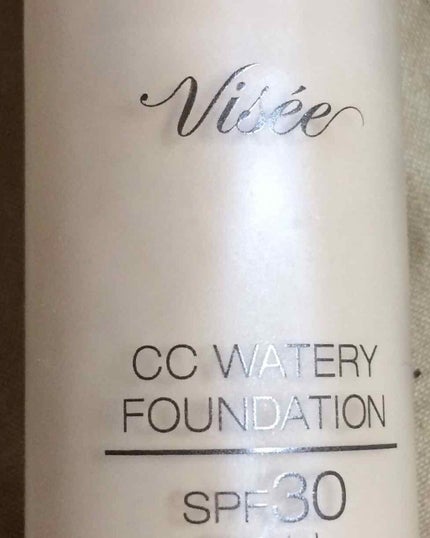 Visée
CC WATERY
FOUNDATION
SPF30